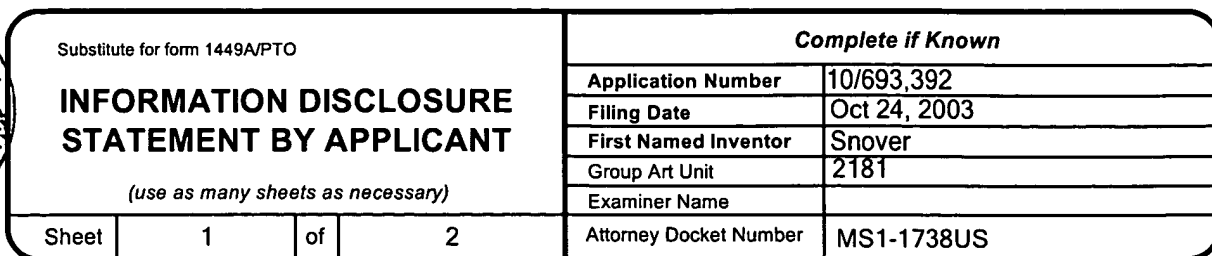 Substitute for form 1449A/PTO
INFORMATION DISCLOSURE
STATEMENT BY APPLICANT
(use as many sheets as necessary)
Sheet 1 of 2
Complete if Known
Application Number 10/693,392
Filing Date Oct 24, 2003
First Named Inventor Snover
Group Art Unit 2181
Examiner Name
Attorney Docket Number MS1-1738US